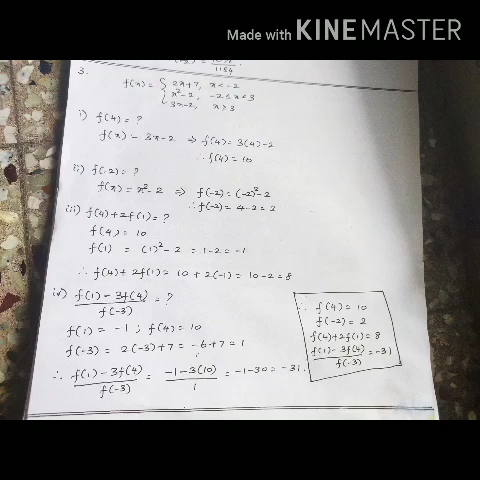 Made with KINEMASTER
1184
3.
f(x) = { 2x+7, x < -2
x²-2, -2 ≤ x < 3
3x-2, x ≥ 3
i) f(4) = ?
f(x) - 3x-2 ⇒ f(4) = 3(4)-2
∴ f(4) = 10
ii) f(-2) = ?
f(x) = x²-2 ⇒ f(-2) = (-2)²-2
∴ f(-2) = 4-2 = 2
iii) f(4)+2f(1) = ?
f(4) = 10
f(1) = (1)²-2 = 1-2 = -1
∴ f(4)+2f(1) = 10+2(-1) = 10-2 = 8
iv) f(1)-3f(4) / f(-3) = ?
f(1) = -1 ; f(4) = 10
f(-3) = 2(-3)+7 = -6+7 = 1
∴ f(1)-3f(4) / f(-3) = -1-3(10) / 1 = -1-30 = -31.
∴ f(4) = 10
f(-2) = 2
f(4)+2f(1) = 8
f(1)-3f(4) / f(-3) = -31